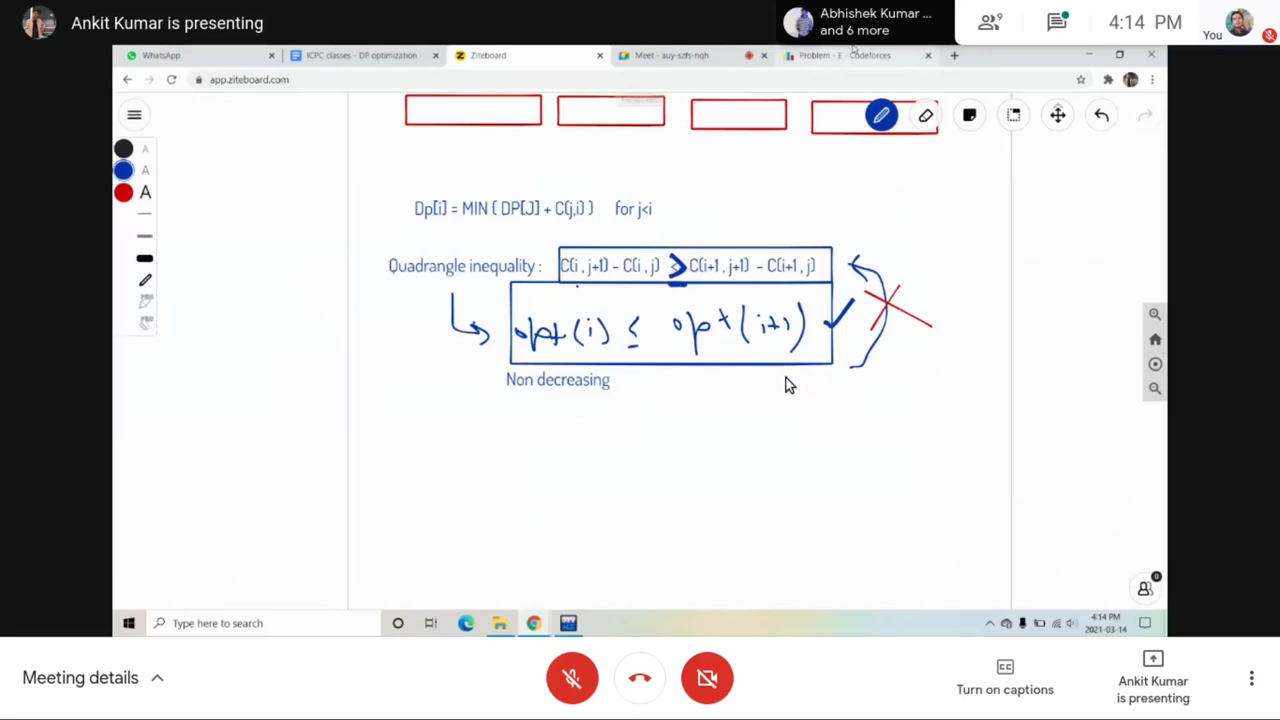 Ankit Kumar is presenting
Abhishek Kumar ...
and 6 more
4:14 PM
You
WhatsApp
ICPC classes - DP optomization
Ziteboard
Meet - auy-szfs-nqh
Problem - E - Codeforces
app.ziteboard.com
A
A
A
Dp[i] = MIN ( DP[J] + C(j,i) ) for j<i
Quadrangle inequality : C(i , j+1) - C(i , j) ≥ C(i+1 , j+1) - C(i+1 , j)
opt(i) ≤ opt(i+1) ✓
Non decreasing
0
Type here to search
4:14 PM
2021-03-14
Meeting details
Turn on captions
Ankit Kumar
is presenting